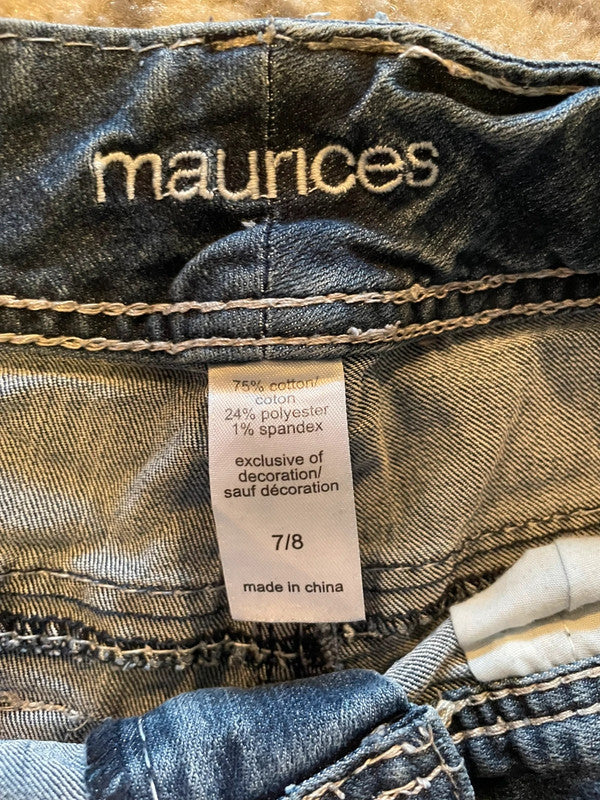 maurices
75% cotton/
coton
24% polyester
1% spandex
exclusive of
decoration/
sauf décoration
7/8
made in china